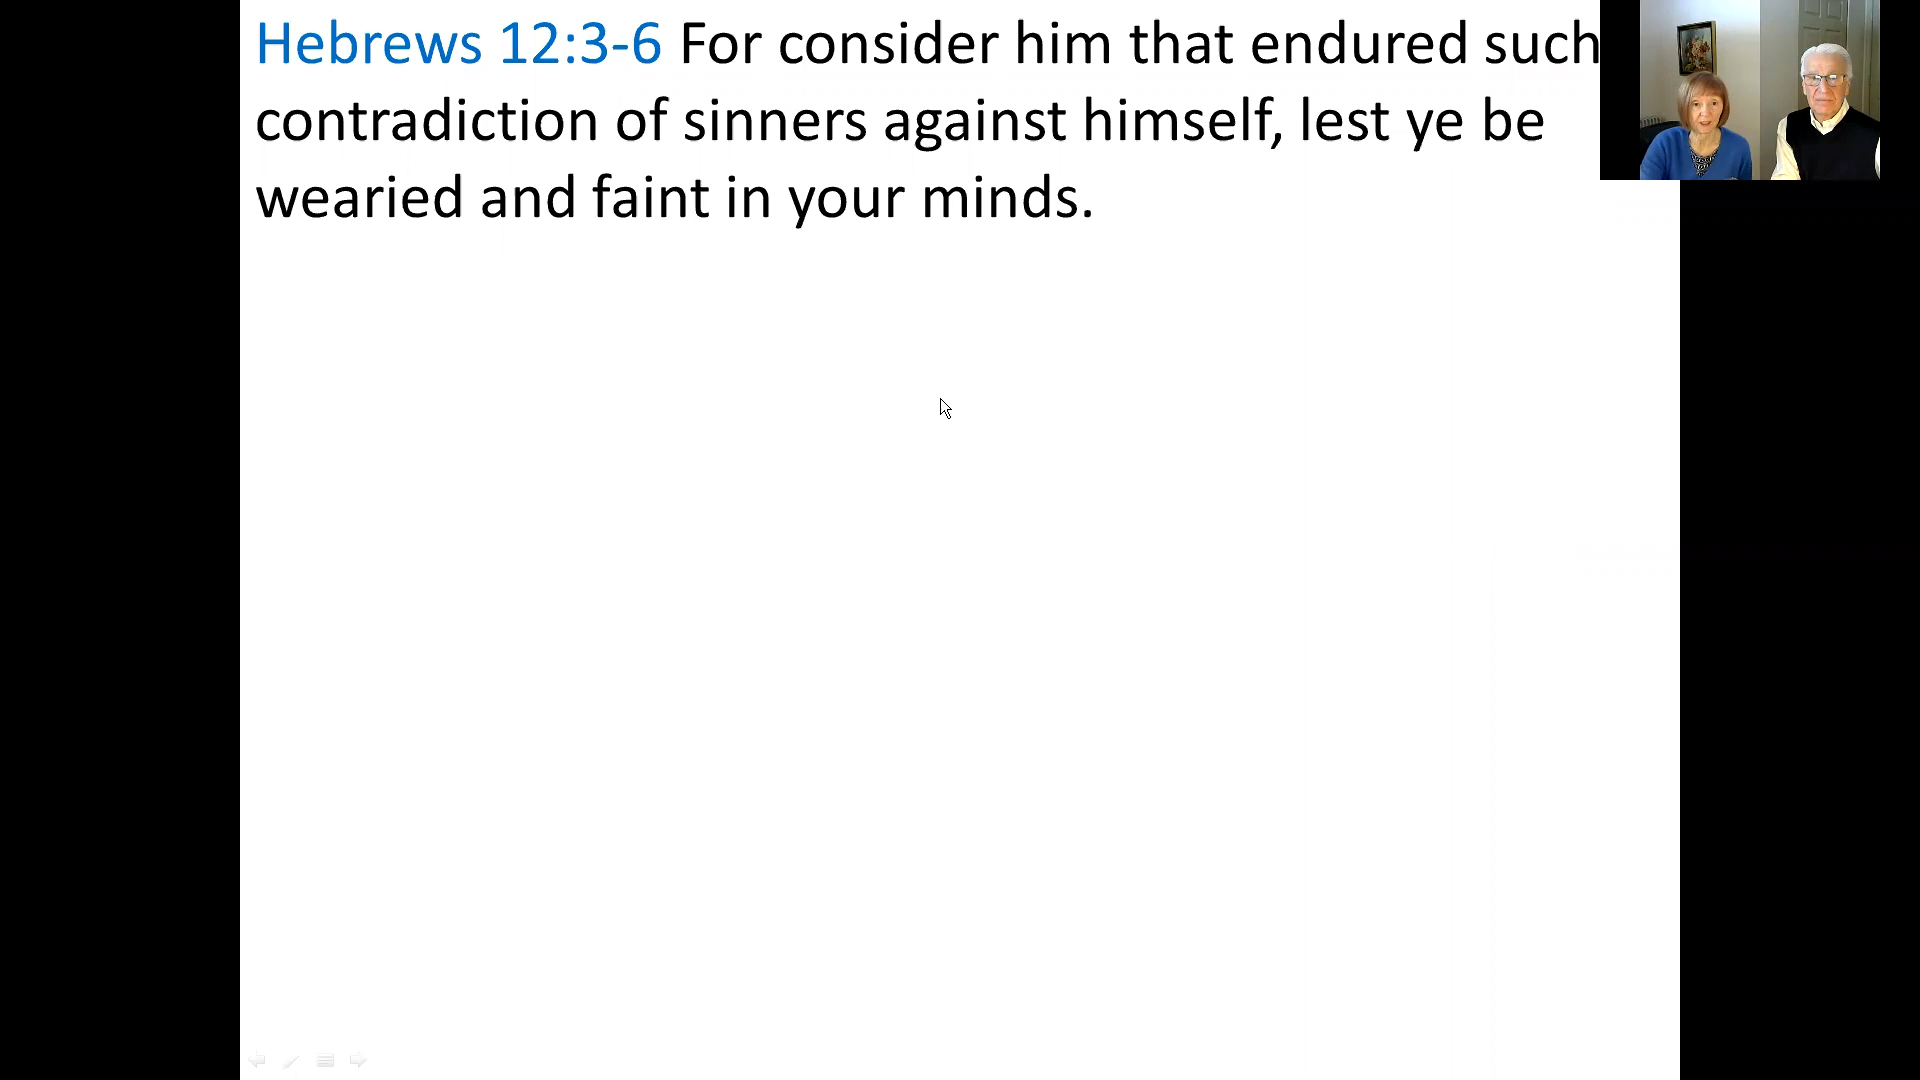 Hebrews 12:3-6 For consider him that endured such
contradiction of sinners against himself, lest ye be
wearied and faint in your minds.